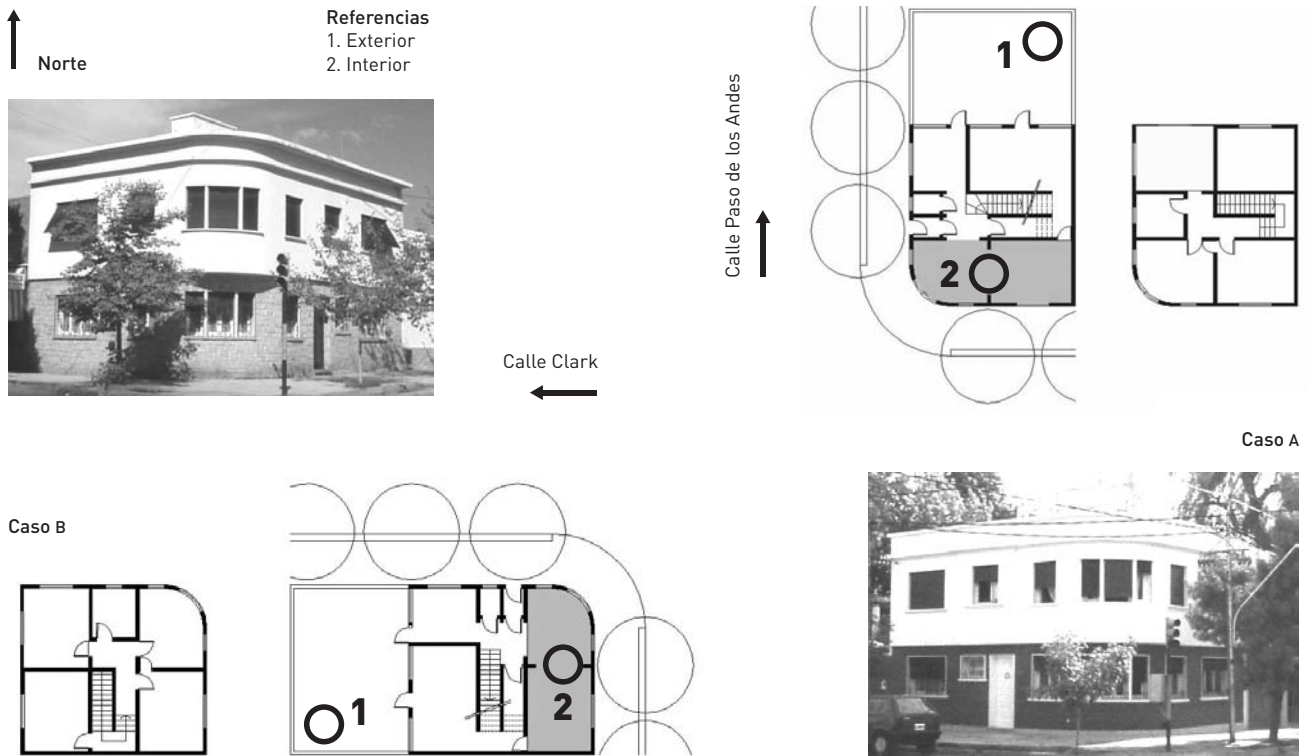 Norte
Referencias
1. Exterior
2. Interior
Calle Paso de los Andes
1
2
Calle Clark
Caso A
Caso B
1
2